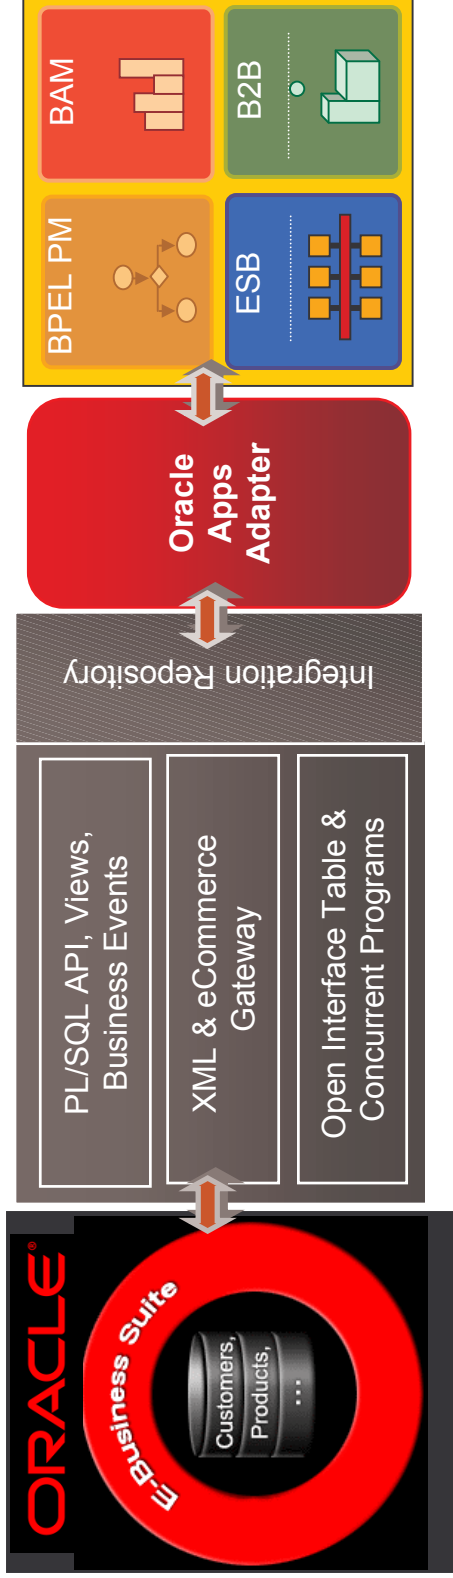 ORACLE®
E-Business Suite
Customers,
Products,
...
PL/SQL API, Views,
Business Events
XML & eCommerce
Gateway
Open Interface Table &
Concurrent Programs
Integration Repository
Oracle
Apps
Adapter
BPEL PM
BAM
ESB
B2B